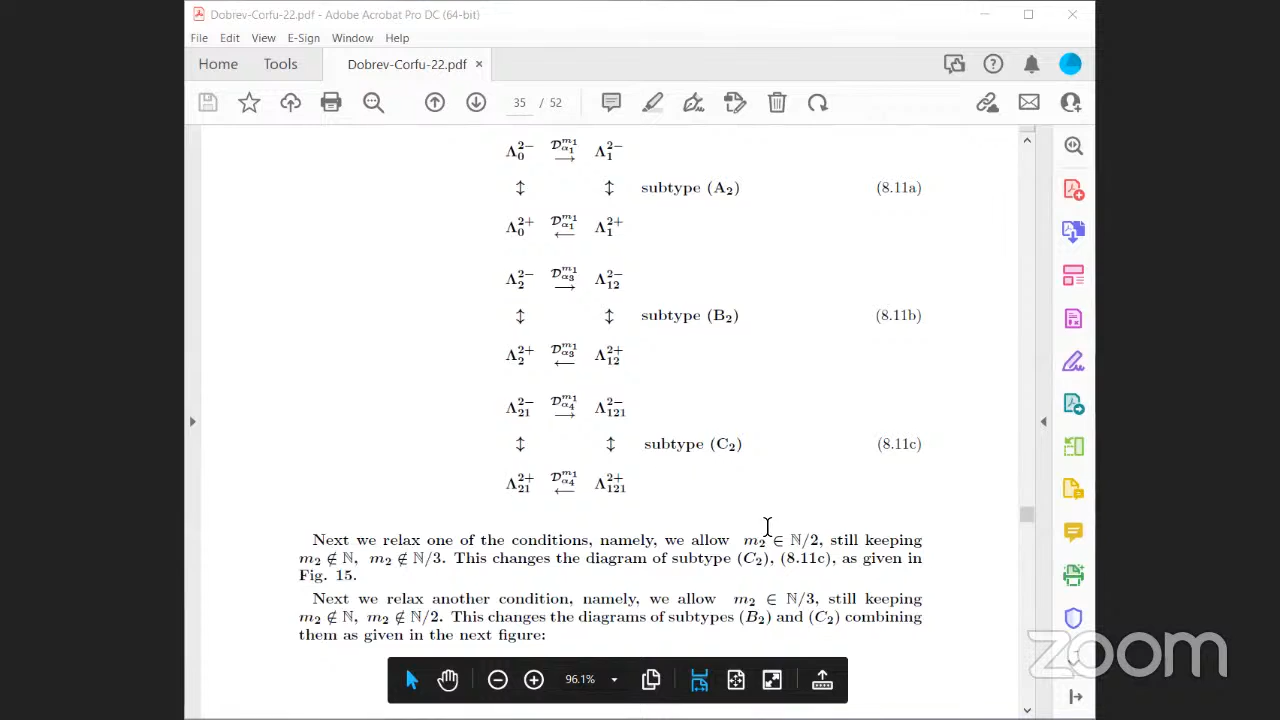 Dobrev-Corfu-22.pdf - Adobe Acrobat Pro DC (64-bit)
File Edit View E-Sign Window Help
Home Tools Dobrev-Corfu-22.pdf ×
35 / 52
Λ₀²⁻ 𝒟_{α₁}^{m₁} → Λ₁²⁻
↕ ↕ subtype (A₂) (8.11a)
Λ₀²⁺ 𝒟_{α₁}^{m₁} ← Λ₁²⁺
Λ₂²⁻ 𝒟_{α₃}^{m₁} → Λ₁₂²⁻
↕ ↕ subtype (B₂) (8.11b)
Λ₂²⁺ 𝒟_{α₃}^{m₁} ← Λ₁₂²⁺
Λ₂₁²⁻ 𝒟_{α₄}^{m₁} → Λ₁₂₁²⁻
↕ ↕ subtype (C₂) (8.11c)
Λ₂₁²⁺ 𝒟_{α₄}^{m₁} ← Λ₁₂₁²⁺
Next we relax one of the conditions, namely, we allow m₂ ∈ ℕ/2, still keeping
m₂ ∉ ℕ, m₂ ∉ ℕ/3. This changes the diagram of subtype (C₂), (8.11c), as given in
Fig. 15.
Next we relax another condition, namely, we allow m₂ ∈ ℕ/3, still keeping
m₂ ∉ ℕ, m₂ ∉ ℕ/2. This changes the diagrams of subtypes (B₂) and (C₂) combining
them as given in the next figure:
96.1%
zoom